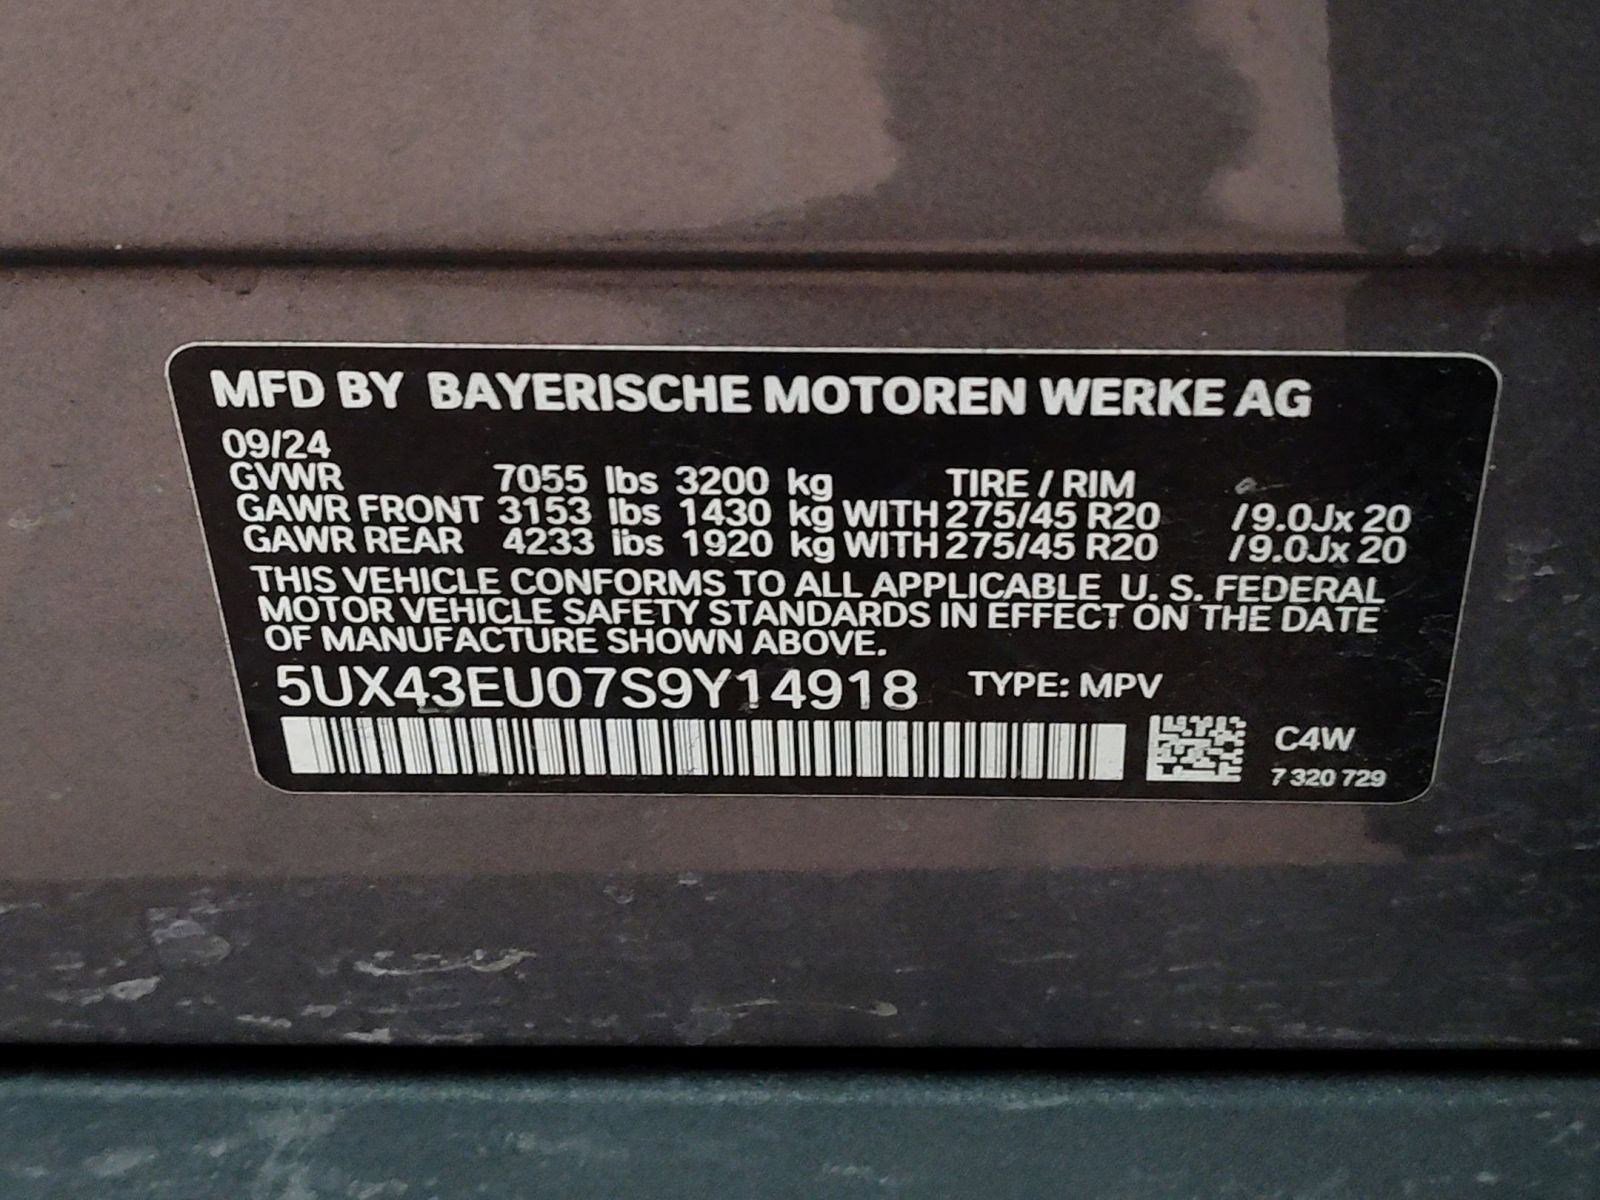 MFD BY BAYERISCHE MOTOREN WERKE AG
09/24
GVWR 7055 lbs 3200 kg TIRE / RIM
GAWR FRONT 3153 lbs 1430 kg WITH 275/45 R20 /9.0Jx 20
GAWR REAR 4233 lbs 1920 kg WITH 275/45 R20 /9.0Jx 20
THIS VEHICLE CONFORMS TO ALL APPLICABLE U. S. FEDERAL
MOTOR VEHICLE SAFETY STANDARDS IN EFFECT ON THE DATE
OF MANUFACTURE SHOWN ABOVE.
5UX43EU07S9Y14918 TYPE: MPV
C4W
7 320 729